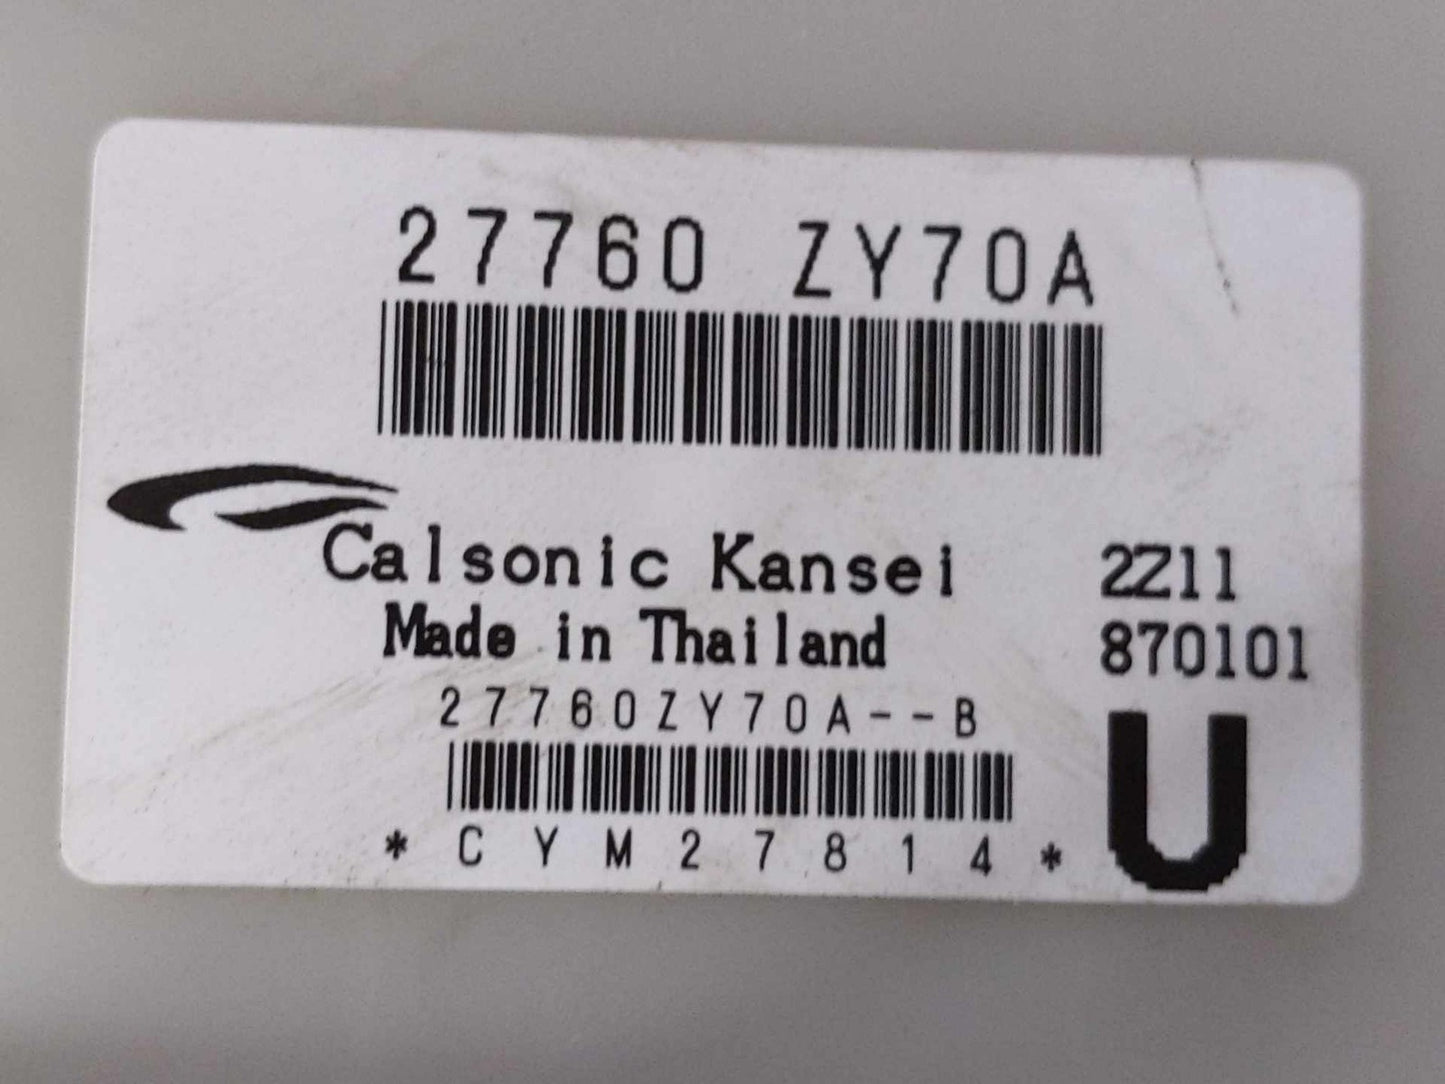 27760 ZY70A
Calsonic Kansei 2Z11
Made in Thailand 870101
27760ZY70A--B
U
*CYM27814*